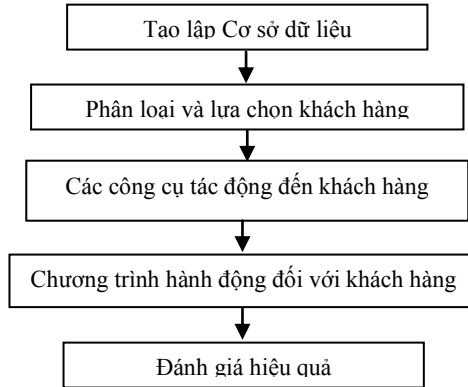 Tạo lập Cơ sở dữ liệu
Phân loại và lựa chọn khách hàng
Các công cụ tác động đến khách hàng
Chương trình hành động đối với khách hàng
Đánh giá hiệu quả